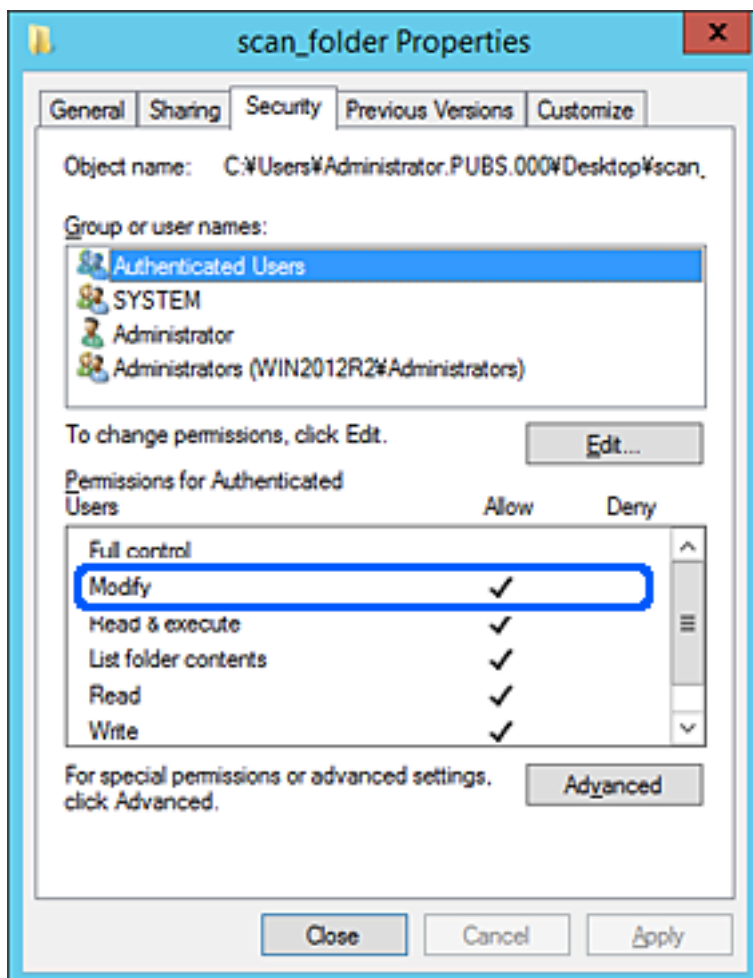 scan_folder Properties
x
General Sharing Security Previous Versions Customize
Object name: C:¥Users¥Administrator.PUBS.000¥Desktop¥scan_
Group or user names:
Authenticated Users
SYSTEM
Administrator
Administrators (WIN2012R2¥Administrators)
To change permissions, click Edit.
Edit...
Permissions for Authenticated
Users Allow Deny
Full control
Modify
Read & execute
List folder contents
Read
Write
For special permissions or advanced settings,
click Advanced.
Advanced
Close Cancel Apply